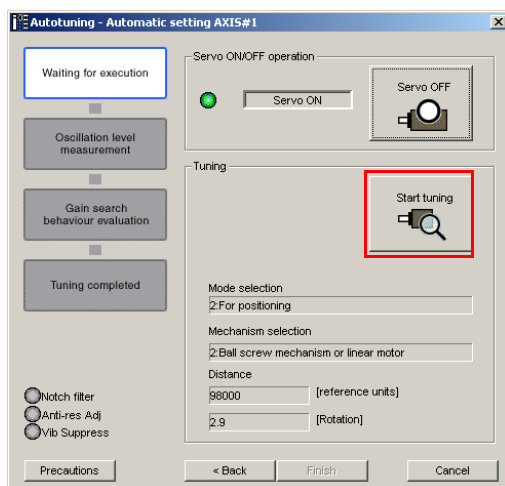 Autotuning - Automatic setting AXIS#1
Waiting for execution
Oscillation level
measurement
Gain search
behaviour evaluation
Tuning completed
Notch filter
Anti-res Adj
Vib Suppress
Servo ON/OFF operation
Servo ON
Servo OFF
Tuning
Start tuning
Mode selection
2:For positioning
Mechanism selection
2:Ball screw mechanism or linear motor
Distance
98000 [reference units]
2.9 [Rotation]
Precautions
< Back
Finish
Cancel